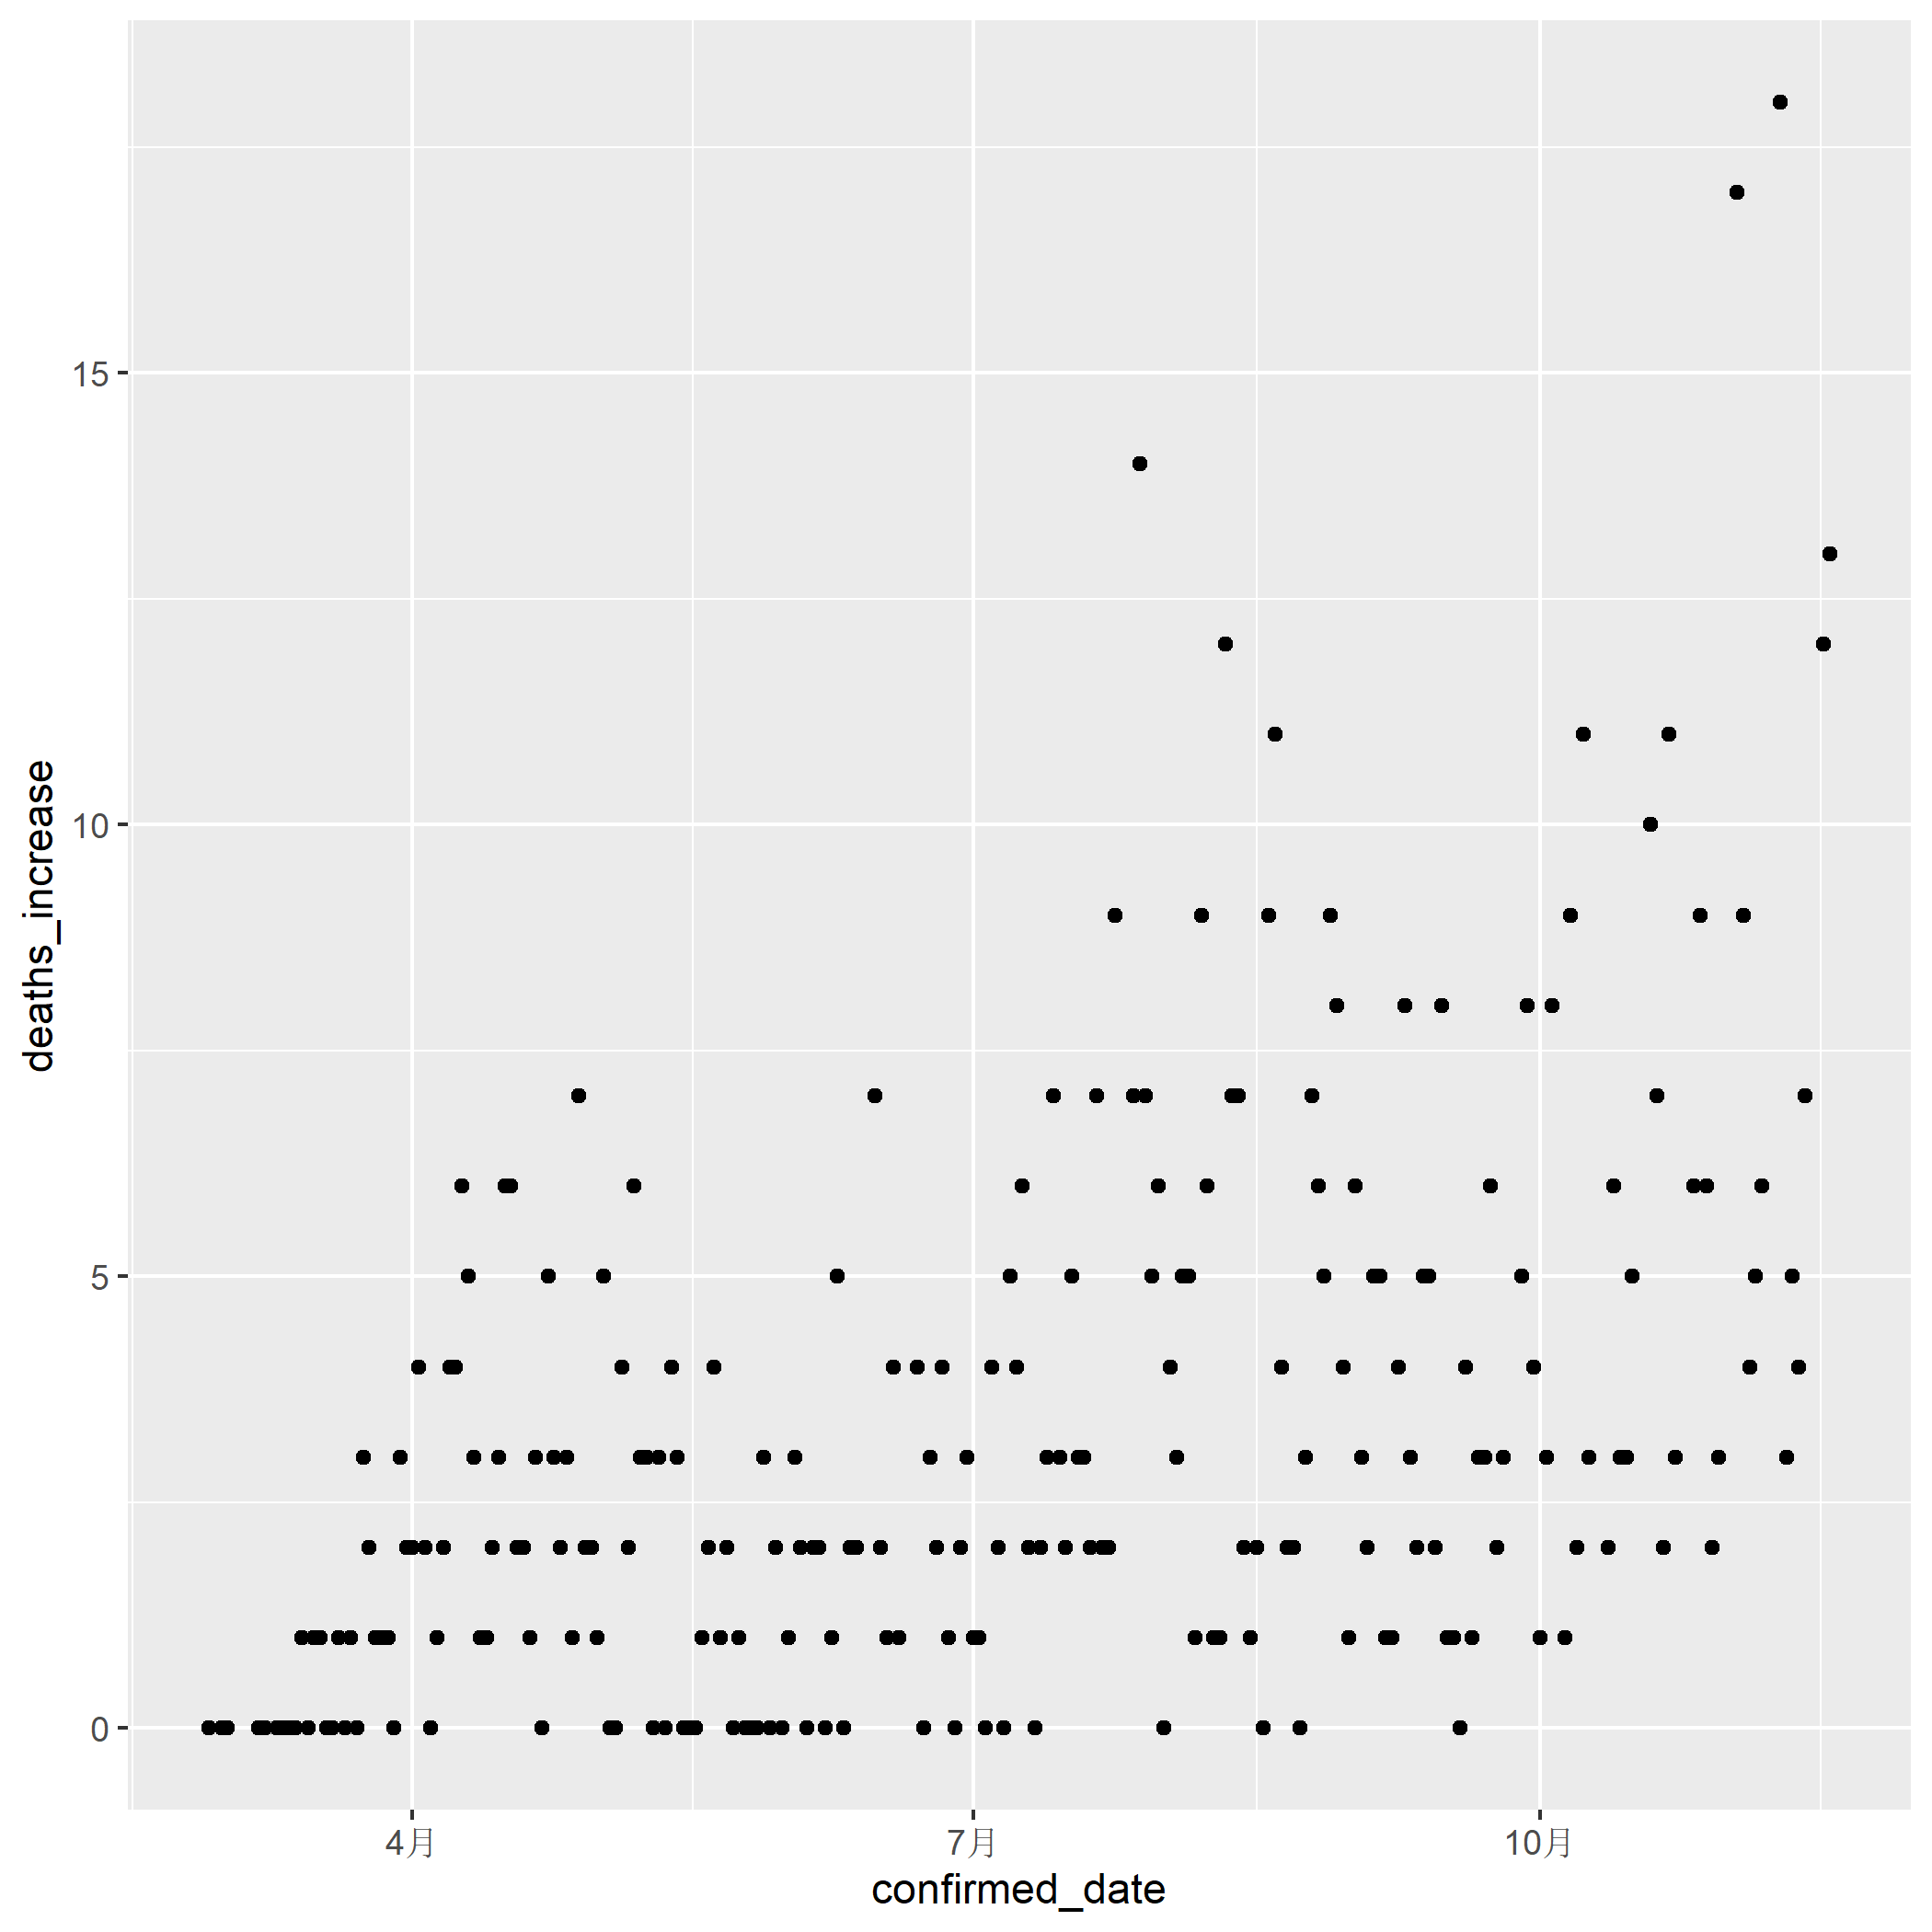 deaths_increase
15
10
5
0
4月
7月
10月
confirmed_date